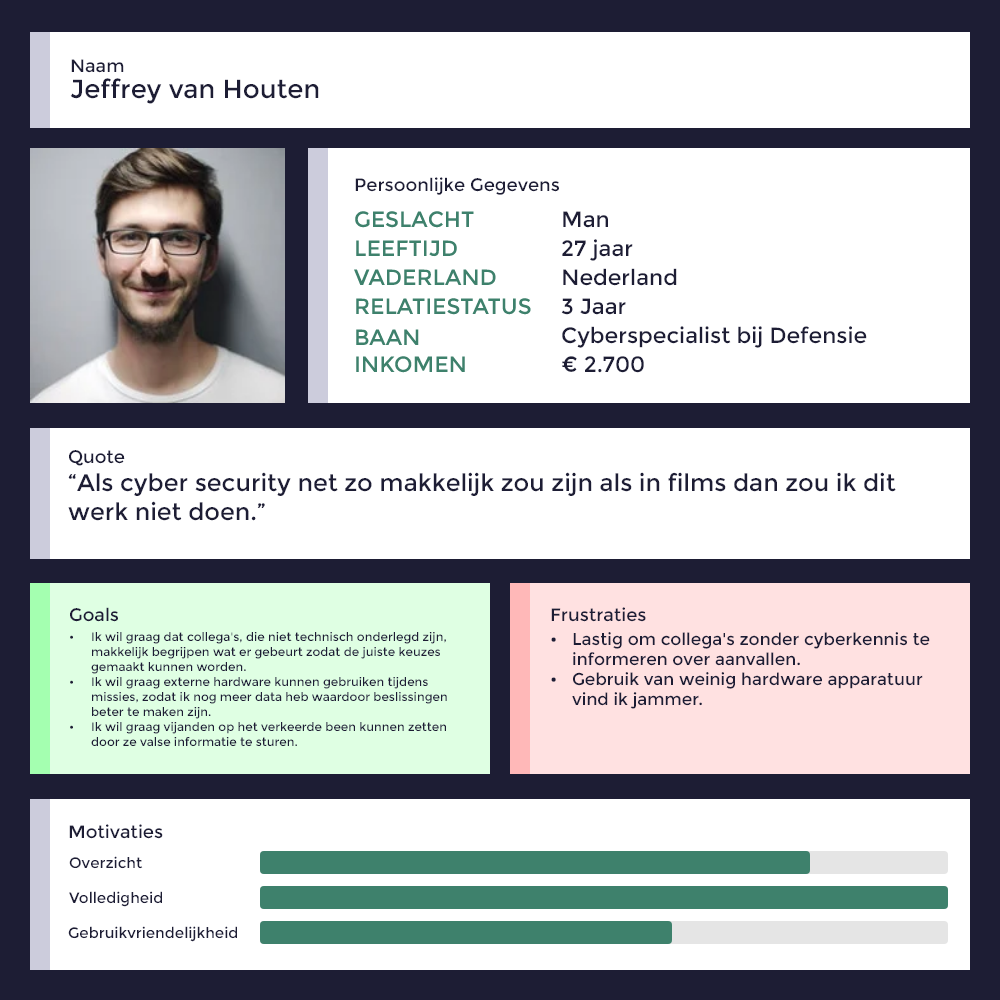 Naam
Jeffrey van Houten
Persoonlijke Gegevens
GESLACHT Man
LEEFTIJD 27 jaar
VADERLAND Nederland
RELATIESTATUS 3 Jaar
BAAN Cyberspecialist bij Defensie
INKOMEN € 2.700
Quote
“Als cyber security net zo makkelijk zou zijn als in films dan zou ik dit
werk niet doen.”
Goals
• Ik wil graag dat collega's, die niet technisch onderlegd zijn,
makkelijk begrijpen wat er gebeurt zodat de juiste keuzes
gemaakt kunnen worden.
• Ik wil graag externe hardware kunnen gebruiken tijdens
missies, zodat ik nog meer data heb waardoor beslissingen
beter te maken zijn.
• Ik wil graag vijanden op het verkeerde been kunnen zetten
door ze valse informatie te sturen.
Frustraties
• Lastig om collega's zonder cyberkennis te
informeren over aanvallen.
• Gebruik van weinig hardware apparatuur
vind ik jammer.
Motivaties
Overzicht
Volledigheid
Gebruikvriendelijkheid